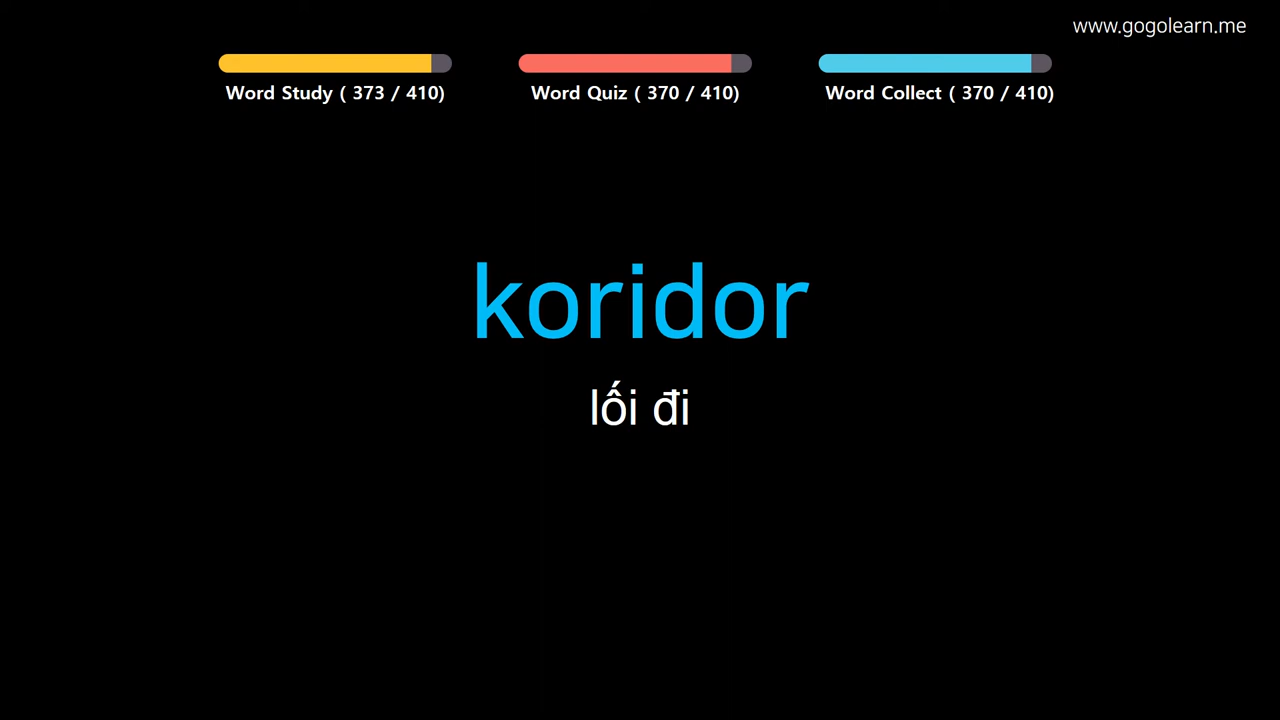 www.gogolearn.me
Word Study ( 373 / 410)
Word Quiz ( 370 / 410)
Word Collect ( 370 / 410)
koridor
lối đi